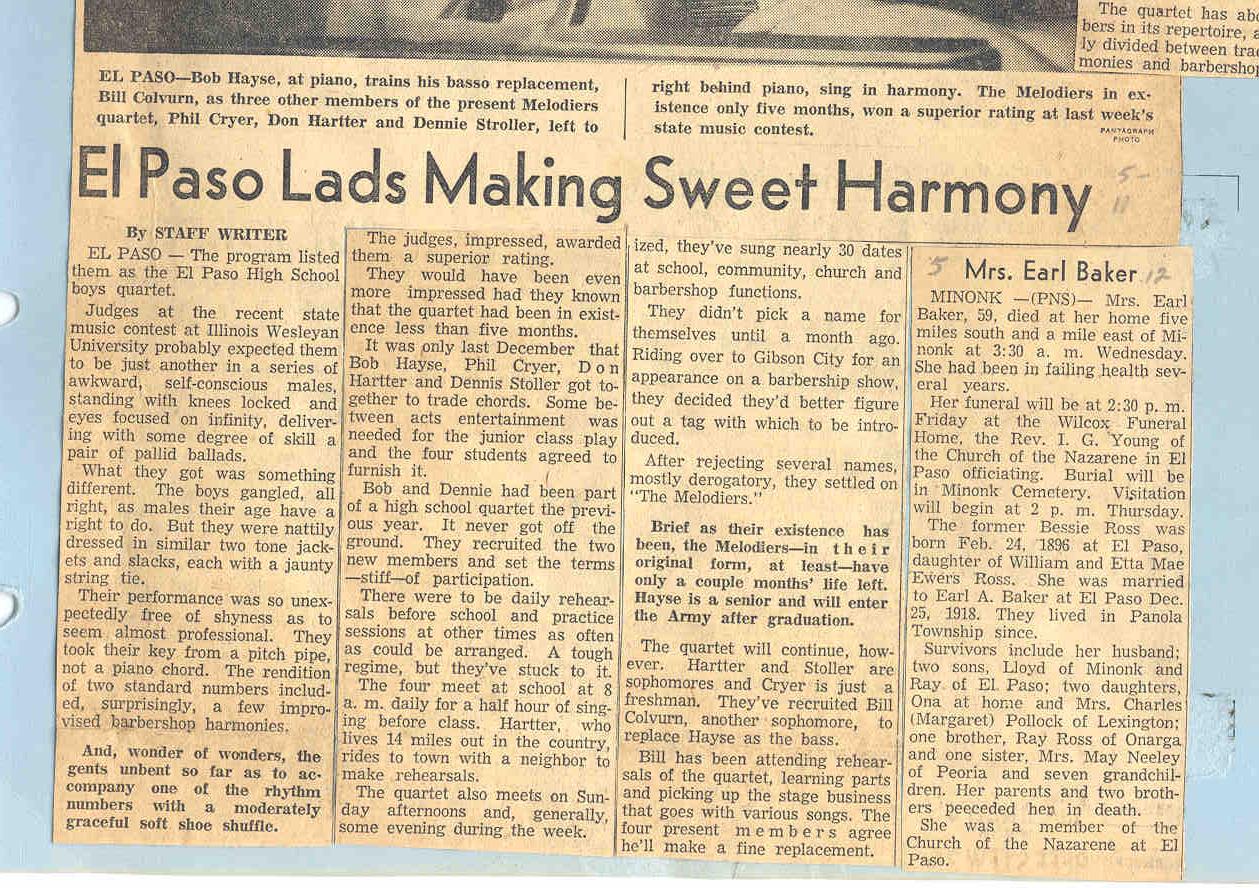 The quartet has
bers in its repertoire,
ly divided between
monies and barbershop
EL PASO—Bob Hayse, at piano, trains his basso replacement,
Bill Colvurn, as three other members of the present Melodiers
quartet, Phil Cryer, Don Hartter and Dennie Stroller, left to
right behind piano, sing in harmony. The Melodiers in ex-
istence only five months, won a superior rating at last week's
state music contest.
PANTAGRAPH
PHOTO
El Paso Lads Making Sweet Harmony
5-
11
By STAFF WRITER
EL PASO — The program listed
them as the El Paso High School
boys quartet.
Judges at the recent state
music contest at Illinois Wesleyan
University probably expected them
to be just another in a series of
awkward, self-conscious males,
standing with knees locked and
eyes focused on infinity, deliver-
ing with some degree of skill a
pair of pallid ballads.
What they got was something
different. The boys gangled, all
right, as males their age have a
right to do. But they were nattily
dressed in similar two tone jack-
ets and slacks, each with a jaunty
string tie.
Their performance was so unex-
pectedly free of shyness as to
seem almost professional. They
took their key from a pitch pipe,
not a piano chord. The rendition
of two standard numbers includ-
ed, surprisingly, a few impro-
vised barbershop harmonies.
And, wonder of wonders, the
gents unbent so far as to ac-
company one of the rhythm
numbers with a moderately
graceful soft shoe shuffle.
The judges, impressed, awarded
them a superior rating.
They would have been even
more impressed had they known
that the quartet had been in exist-
ence less than five months.
It was only last December that
Bob Hayse, Phil Cryer, Don
Hartter and Dennis Stoller got to-
gether to trade chords. Some be-
tween acts entertainment was
needed for the junior class play
and the four students agreed to
furnish it.
Bob and Dennie had been part
of a high school quartet the previ-
ous year. It never got off the
ground. They recruited the two
new members and set the terms
—stiff—of participation.
There were to be daily rehear-
sals before school and practice
sessions at other times as often
as could be arranged. A tough
regime, but they've stuck to it.
The four meet at school at 8
a. m. daily for a half hour of sing-
ing before class. Hartter, who
lives 14 miles out in the country,
rides to town with a neighbor to
make rehearsals.
The quartet also meets on Sun-
day afternoons and, generally,
some evening during the week.
ized, they've sung nearly 30 dates
at school, community, church and
barbershop functions.
They didn't pick a name for
themselves until a month ago.
Riding over to Gibson City for an
appearance on a barbership show,
they decided they'd better figure
out a tag with which to be intro-
duced.
After rejecting several names,
mostly derogatory, they settled on
"The Melodiers."
Brief as their existence has
been, the Melodiers—in their
original form, at least—have
only a couple months' life left.
Hayse is a senior and will enter
the Army after graduation.
The quartet will continue, how-
ever. Hartter and Stoller are
sophomores and Cryer is just a
freshman. They've recruited Bill
Colvurn, another sophomore, to
replace Hayse as the bass.
Bill has been attending rehear-
sals of the quartet, learning parts
and picking up the stage business
that goes with various songs. The
four present members agree
he'll make a fine replacement.
5 Mrs. Earl Baker 12
MINONK —(PNS)— Mrs. Earl
Baker, 59, died at her home five
miles south and a mile east of Mi-
nonk at 3:30 a. m. Wednesday.
She had been in failing health sev-
eral years.
Her funeral will be at 2:30 p. m.
Friday at the Wilcox Funeral
Home, the Rev. I. G. Young of
the Church of the Nazarene in El
Paso officiating. Burial will be
in Minonk Cemetery. Visitation
will begin at 2 p. m. Thursday.
The former Bessie Ross was
born Feb. 24, 1896 at El Paso,
daughter of William and Etta Mae
Ewers Ross. She was married
to Earl A. Baker at El Paso Dec.
25, 1918. They lived in Panola
Township since.
Survivors include her husband;
two sons, Lloyd of Minonk and
Ray of El Paso; two daughters,
Ona at home and Mrs. Charles
(Margaret) Pollock of Lexington;
one brother, Ray Ross of Onarga
and one sister, Mrs. May Neeley
of Peoria and seven grandchil-
dren. Her parents and two broth-
ers peeceded her in death.
She was a member of the
Church of the Nazarene at El
Paso.